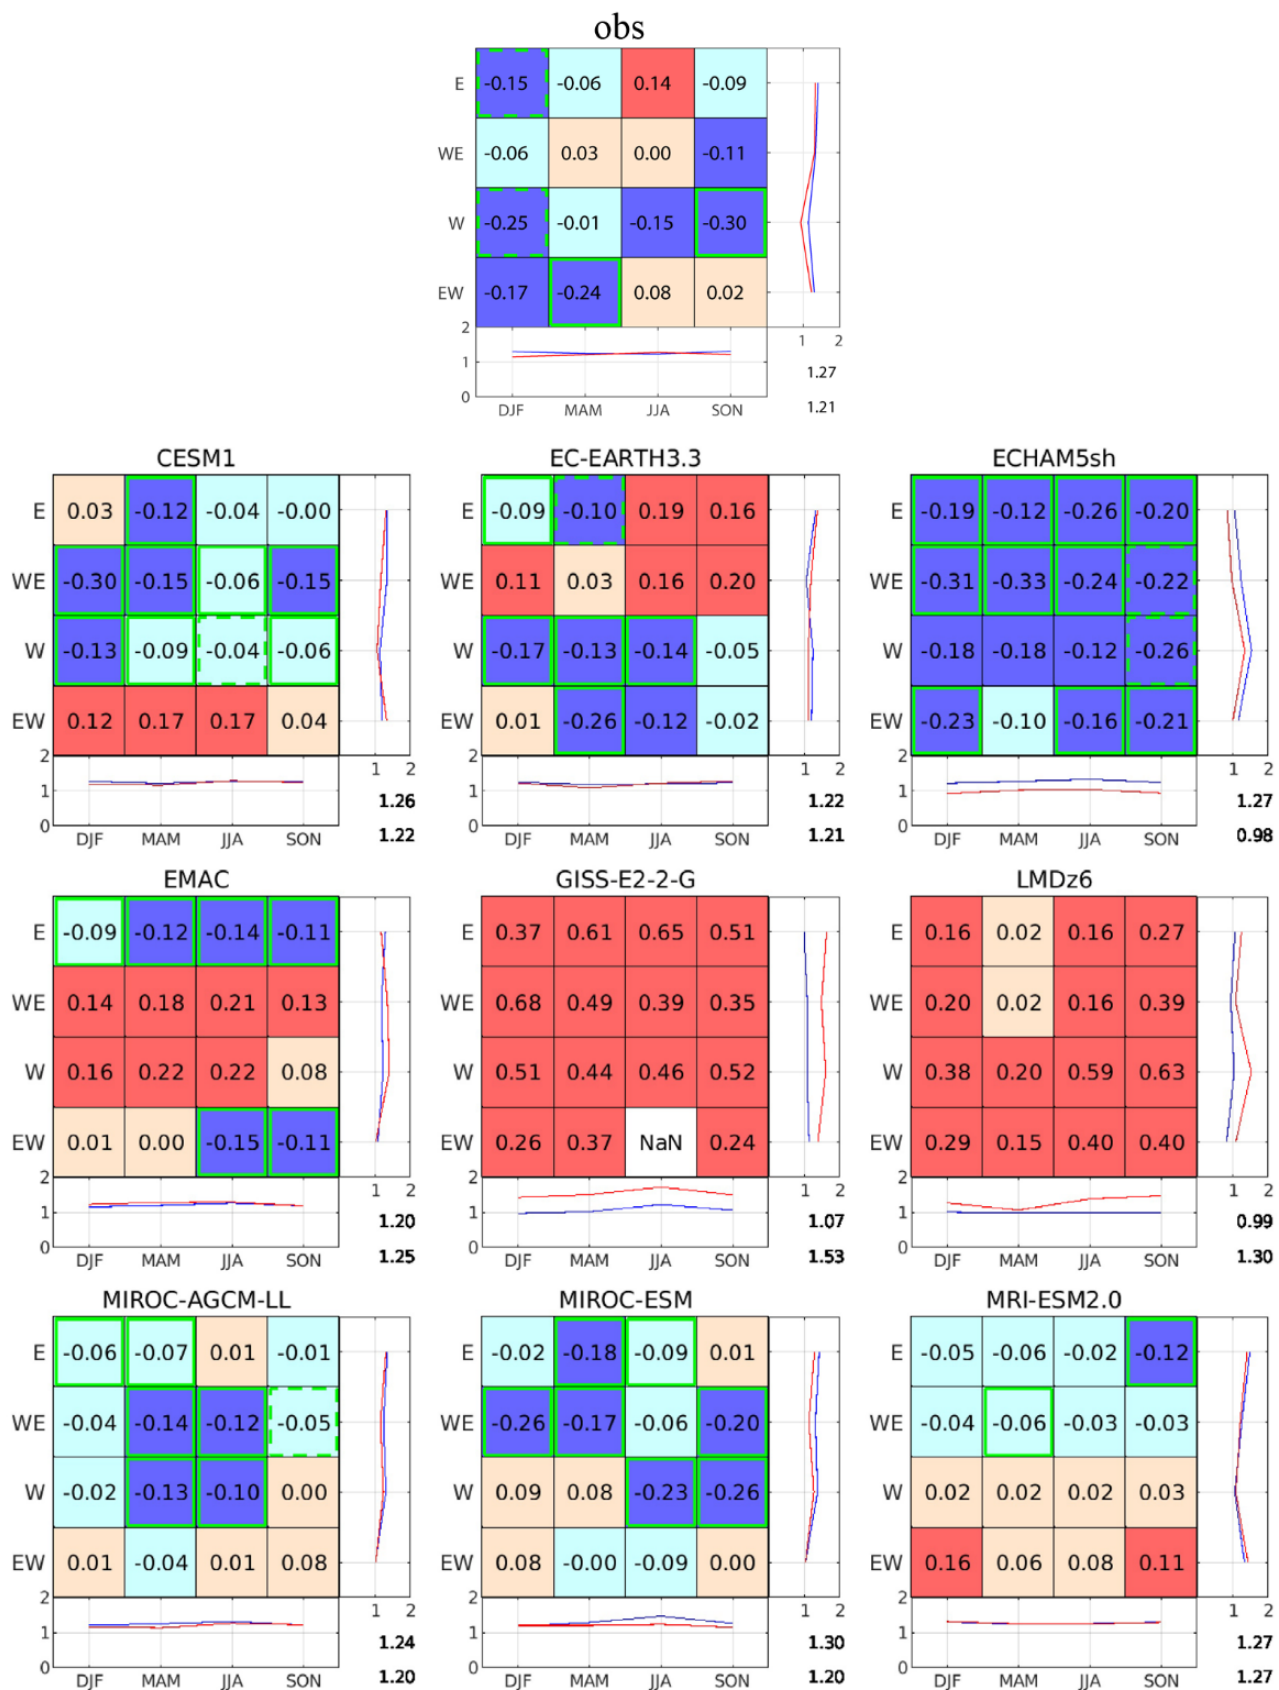 obs
E -0.15 -0.06 0.14 -0.09
WE -0.06 0.03 0.00 -0.11
W -0.25 -0.01 -0.15 -0.30
EW -0.17 -0.24 0.08 0.02
2 1 2
1 1.27
0 1.21
DJF MAM JJA SON
CESM1 EC-EARTH3.3 ECHAM5sh
E 0.03 -0.12 -0.04 -0.00 E -0.09 -0.10 0.19 0.16 E -0.19 -0.12 -0.26 -0.20
WE -0.30 -0.15 -0.06 -0.15 WE 0.11 0.03 0.16 0.20 WE -0.31 -0.33 -0.24 -0.22
W -0.13 -0.09 -0.04 -0.06 W -0.17 -0.13 -0.14 -0.05 W -0.18 -0.18 -0.12 -0.26
EW 0.12 0.17 0.17 0.04 EW 0.01 -0.26 -0.12 -0.02 EW -0.23 -0.10 -0.16 -0.21
2 1 2 2 1 2 2 1 2
1 1.26 1 1.22 1 1.27
0 1.22 0 1.21 0 0.98
DJF MAM JJA SON DJF MAM JJA SON DJF MAM JJA SON
EMAC GISS-E2-2-G LMDz6
E -0.09 -0.12 -0.14 -0.11 E 0.37 0.61 0.65 0.51 E 0.16 0.02 0.16 0.27
WE 0.14 0.18 0.21 0.13 WE 0.68 0.49 0.39 0.35 WE 0.20 0.02 0.16 0.39
W 0.16 0.22 0.22 0.08 W 0.51 0.44 0.46 0.52 W 0.38 0.20 0.59 0.63
EW 0.01 0.00 -0.15 -0.11 EW 0.26 0.37 NaN 0.24 EW 0.29 0.15 0.40 0.40
2 1 2 2 1 2 2 1 2
1 1.20 1 1.07 1 0.99
0 1.25 0 1.53 0 1.30
DJF MAM JJA SON DJF MAM JJA SON DJF MAM JJA SON
MIROC-AGCM-LL MIROC-ESM MRI-ESM2.0
E -0.06 -0.07 0.01 -0.01 E -0.02 -0.18 -0.09 0.01 E -0.05 -0.06 -0.02 -0.12
WE -0.04 -0.14 -0.12 -0.05 WE -0.26 -0.17 -0.06 -0.20 WE -0.04 -0.06 -0.03 -0.03
W -0.02 -0.13 -0.10 0.00 W 0.09 0.08 -0.23 -0.26 W 0.02 0.02 0.02 0.03
EW 0.01 -0.04 0.01 0.08 EW 0.08 -0.00 -0.09 0.00 EW 0.16 0.06 0.08 0.11
2 1 2 2 1 2 2 1 2
1 1.24 1 1.30 1 1.27
0 1.20 0 1.20 0 1.27
DJF MAM JJA SON DJF MAM JJA SON DJF MAM JJA SON